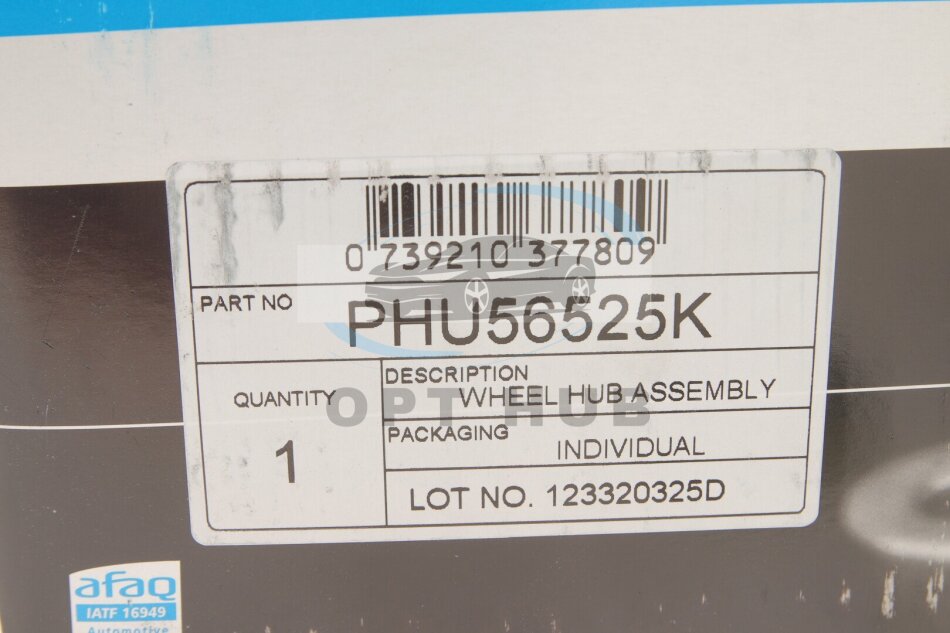 0 739210 377809
PART NO
PHU56525K
QUANTITY
1
DESCRIPTION
WHEEL HUB ASSEMBLY
PACKAGING
INDIVIDUAL
LOT NO. 123320325D
OPT HUB
afaq
IATF 16949
Automotive